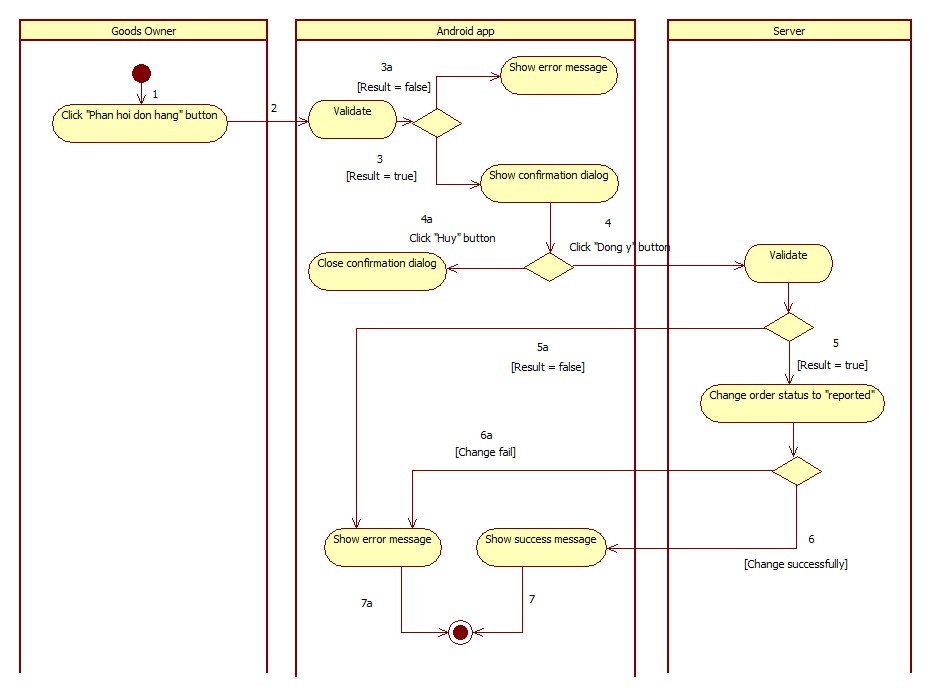 Goods Owner
Android app
Server
3a
Show error message
[Result = false]
1
2
Click "Phan hoi don hang" button
Validate
3
[Result = true]
Show confirmation dialog
4a
4
Click "Huy" button
Click "Dong y" button
Close confirmation dialog
Validate
5a
5
[Result = false]
[Result = true]
Change order status to "reported"
6a
[Change fail]
Show error message
Show success message
6
[Change successfully]
7a
7